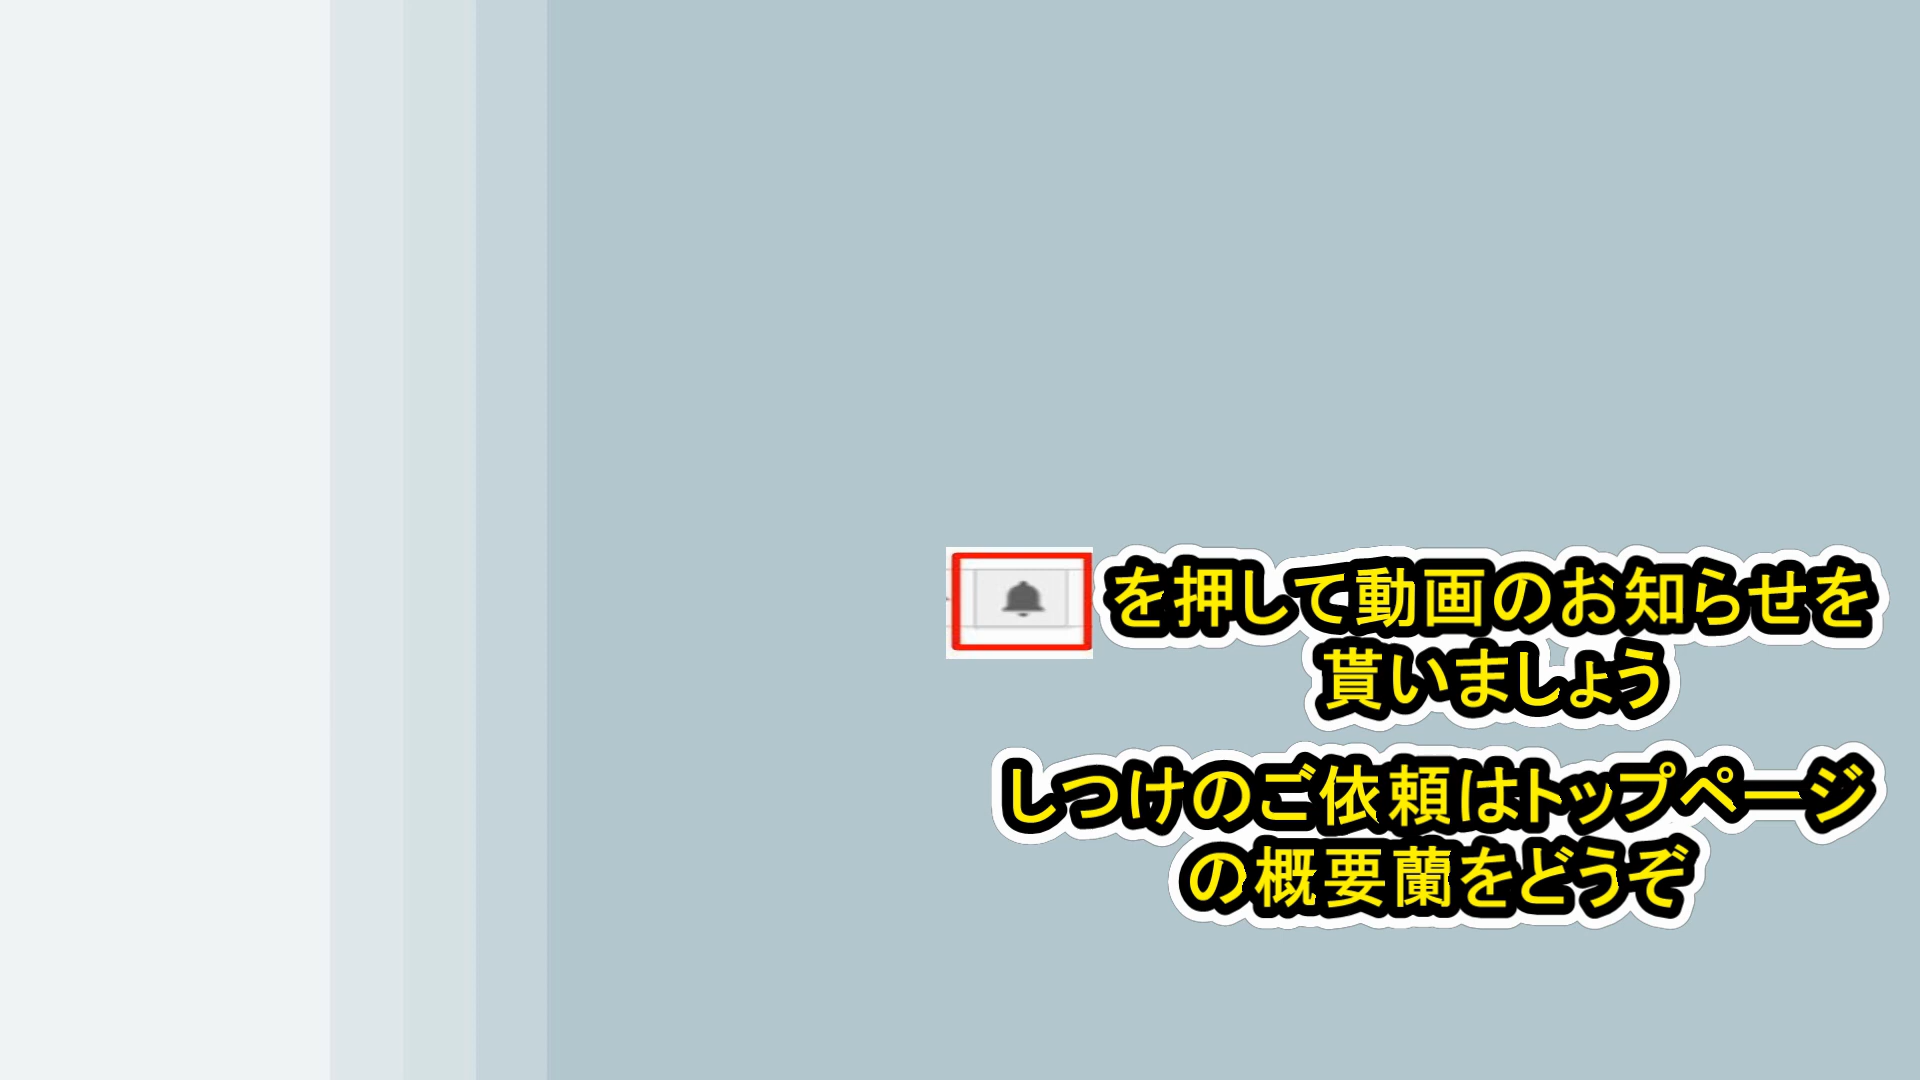 を押して動画のお知らせを
貰いましょう
しつけのご依頼はトップページ
の概要蘭をどうぞ